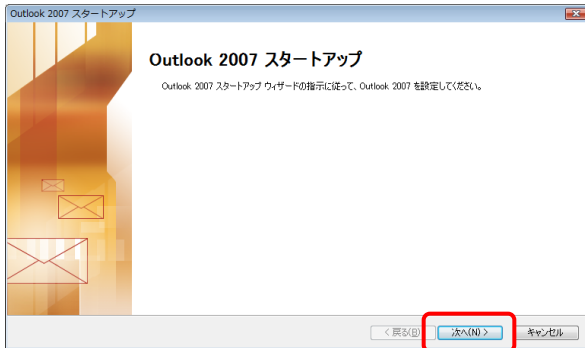 Outlook 2007 スタートアップ
Outlook 2007 スタートアップ
Outlook 2007 スタートアップ ウィザードの指示に従って、Outlook 2007 を設定してください。
< 戻る(B) 次へ(N) > キャンセル